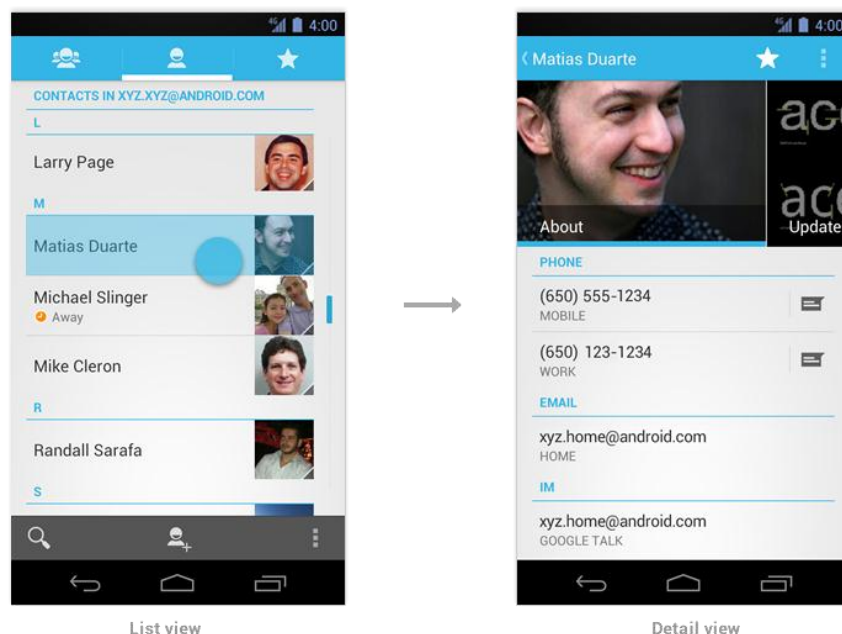 4G 4:00
CONTACTS IN XYZ.XYZ@ANDROID.COM
L
Larry Page
M
Matias Duarte
Michael Slinger
Away
Mike Cleron
R
Randall Sarafa
S
List view
4G 4:00
Matias Duarte
About
Update
PHONE
(650) 555-1234
MOBILE
(650) 123-1234
WORK
EMAIL
xyz.home@android.com
HOME
IM
xyz.home@android.com
GOOGLE TALK
Detail view